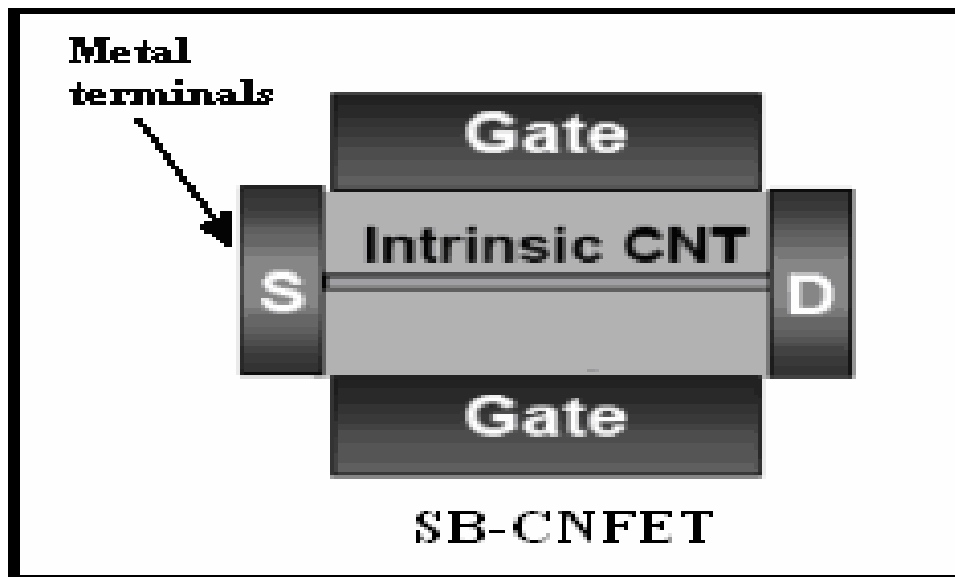 Metal
terminals
Gate
Intrinsic CNT
S
D
Gate
SB-CNFET